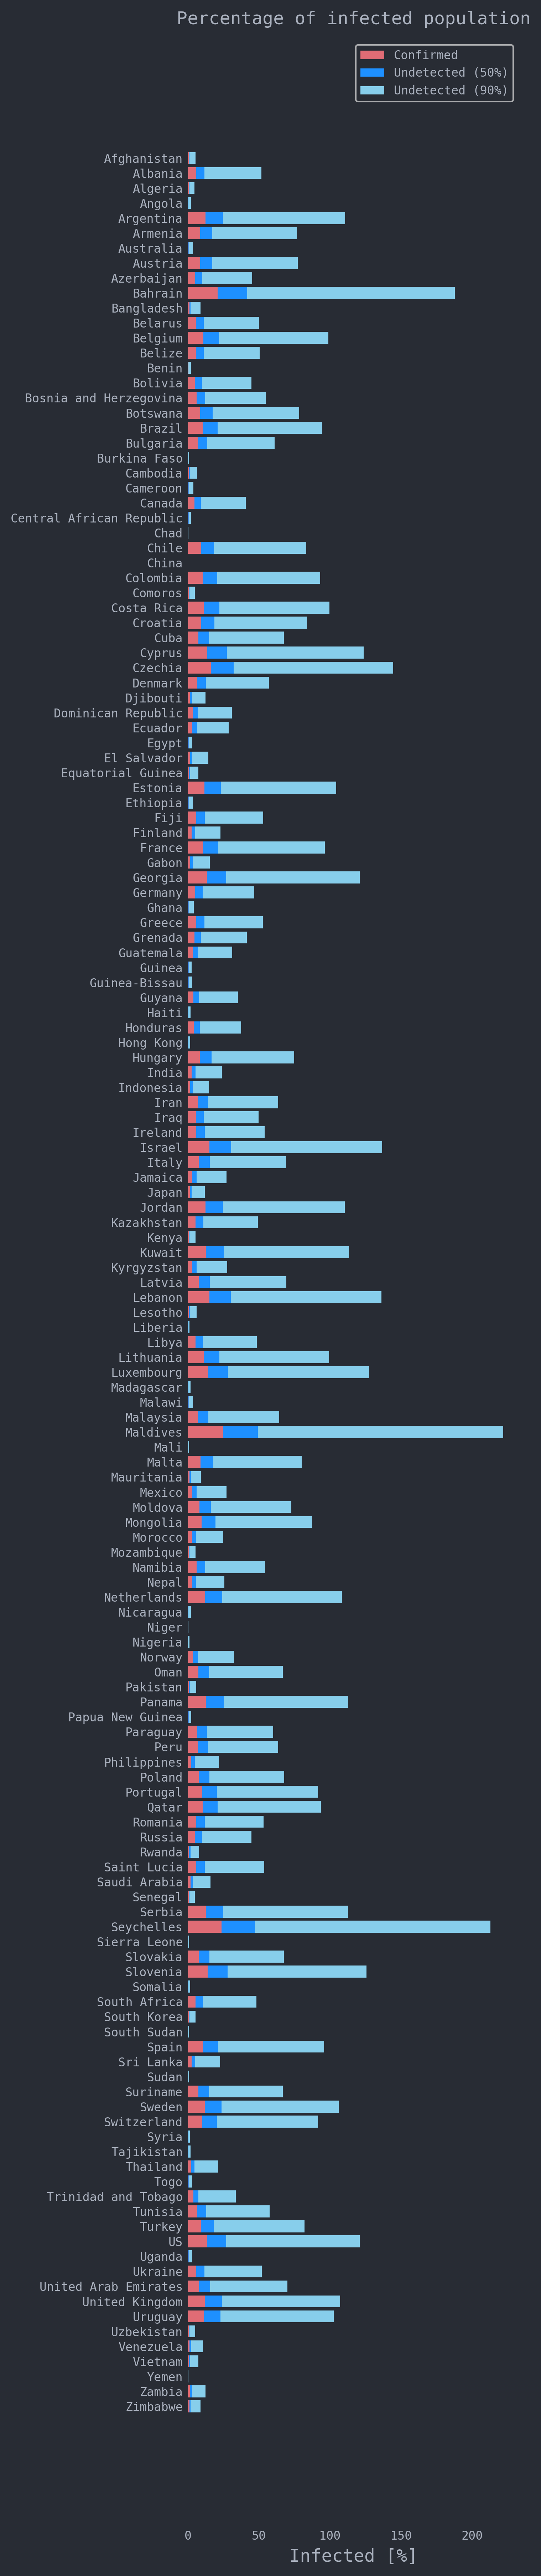 Percentage of infected population
Confirmed
Undetected (50%)
Undetected (90%)
Afghanistan
Albania
Algeria
Angola
Argentina
Armenia
Australia
Austria
Azerbaijan
Bahrain
Bangladesh
Belarus
Belgium
Belize
Benin
Bolivia
Bosnia and Herzegovina
Botswana
Brazil
Bulgaria
Burkina Faso
Cambodia
Cameroon
Canada
Central African Republic
Chad
Chile
China
Colombia
Comoros
Costa Rica
Croatia
Cuba
Cyprus
Czechia
Denmark
Djibouti
Dominican Republic
Ecuador
Egypt
El Salvador
Equatorial Guinea
Estonia
Ethiopia
Fiji
Finland
France
Gabon
Georgia
Germany
Ghana
Greece
Grenada
Guatemala
Guinea
Guinea-Bissau
Guyana
Haiti
Honduras
Hong Kong
Hungary
India
Indonesia
Iran
Iraq
Ireland
Israel
Italy
Jamaica
Japan
Jordan
Kazakhstan
Kenya
Kuwait
Kyrgyzstan
Latvia
Lebanon
Lesotho
Liberia
Libya
Lithuania
Luxembourg
Madagascar
Malawi
Malaysia
Maldives
Mali
Malta
Mauritania
Mexico
Moldova
Mongolia
Morocco
Mozambique
Namibia
Nepal
Netherlands
Nicaragua
Niger
Nigeria
Norway
Oman
Pakistan
Panama
Papua New Guinea
Paraguay
Peru
Philippines
Poland
Portugal
Qatar
Romania
Russia
Rwanda
Saint Lucia
Saudi Arabia
Senegal
Serbia
Seychelles
Sierra Leone
Slovakia
Slovenia
Somalia
South Africa
South Korea
South Sudan
Spain
Sri Lanka
Sudan
Suriname
Sweden
Switzerland
Syria
Tajikistan
Thailand
Togo
Trinidad and Tobago
Tunisia
Turkey
US
Uganda
Ukraine
United Arab Emirates
United Kingdom
Uruguay
Uzbekistan
Venezuela
Vietnam
Yemen
Zambia
Zimbabwe
0 50 100 150 200
Infected [%]